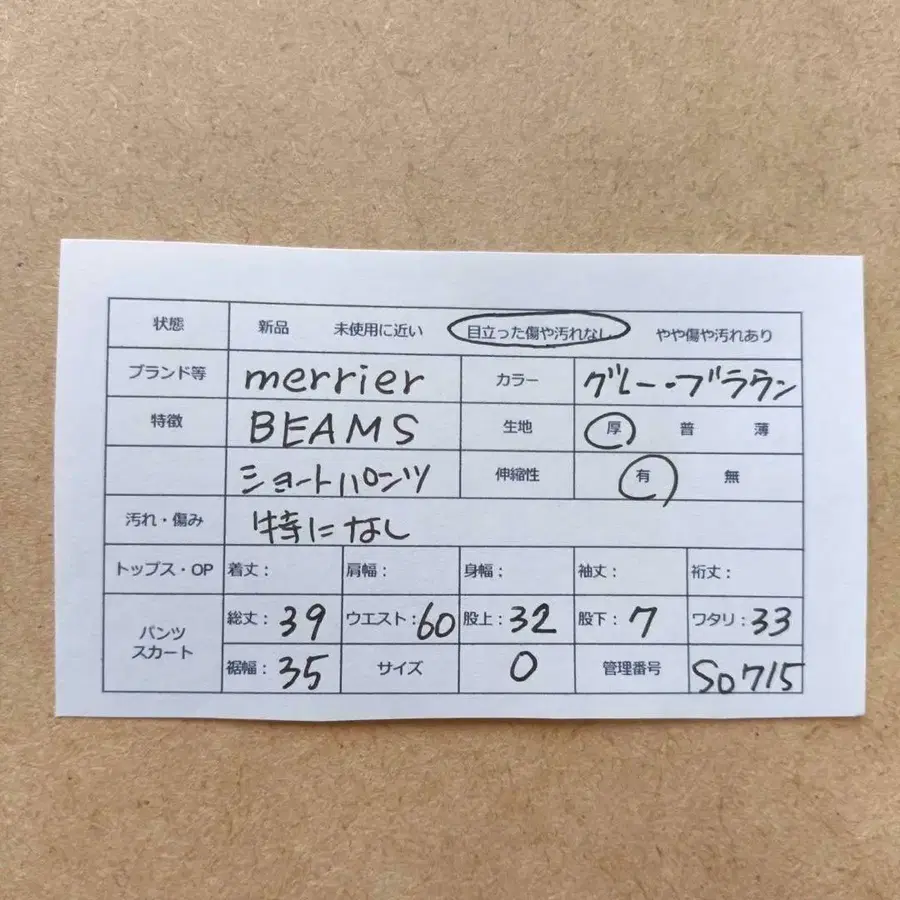 状態 新品 未使用に近い 目立った傷や汚れなし やや傷や汚れあり
ブランド等 merrier カラー グレー・ブラウン
特徴 BEAMS 生地 厚 普 薄
ショートパンツ 伸縮性 有 無
汚れ・傷み 特になし
トップス・OP 着丈: 肩幅: 身幅: 袖丈: 裄丈:
パンツ スカート 総丈: 39 ウエスト: 60 股上: 32 股下: 7 ワタリ: 33
裾幅: 35 サイズ 0 管理番号 S0715